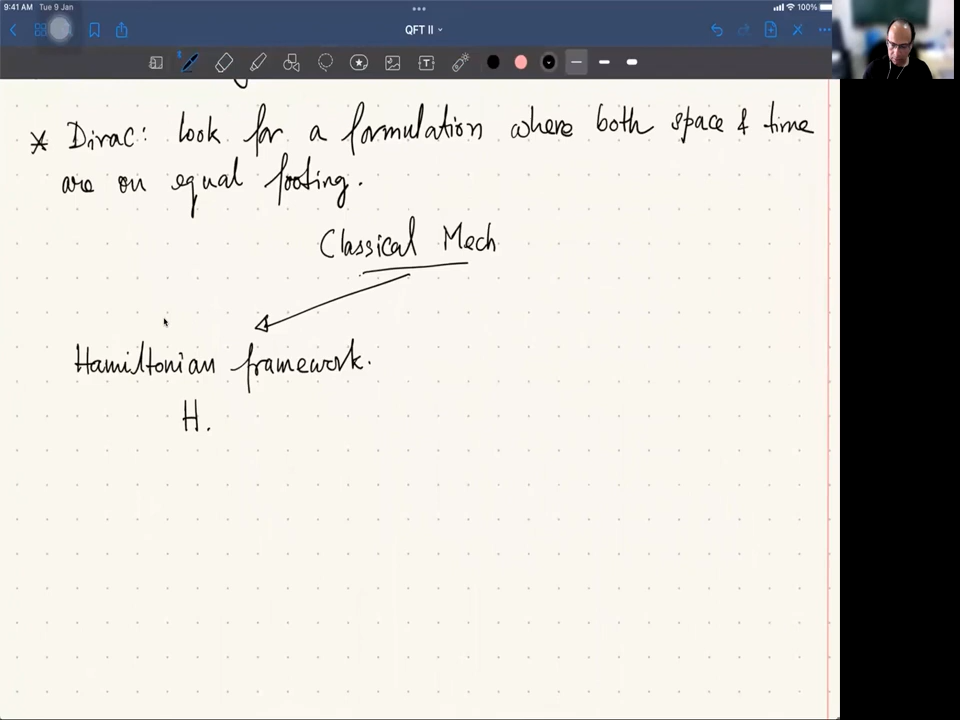 9:41 AM Tue 9 Jan
100%
QFT II
* Dirac: look for a formulation where both space & time
are on equal footing.
Classical Mech
Hamiltonian framework.
H.